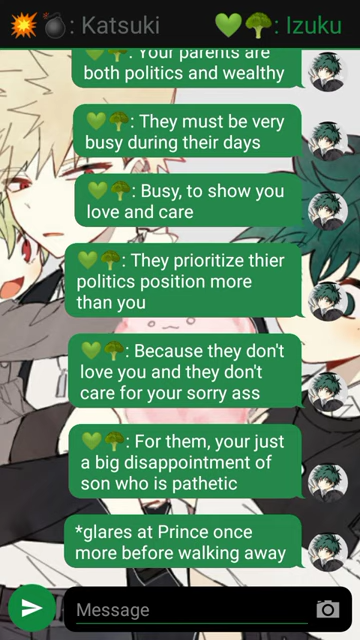 💥💣: Katsuki 💚🥦: Izuku
💚🥦: Your parents are
both politics and wealthy
💚🥦: They must be very
busy during their days
💚🥦: Busy, to show you
love and care
💚🥦: They prioritize thier
politics position more
than you
💚🥦: Because they don't
love you and they don't
care for your sorry ass
💚🥦: For them, your just
a big disappointment of
son who is pathetic
*glares at Prince once
more before walking away
Message